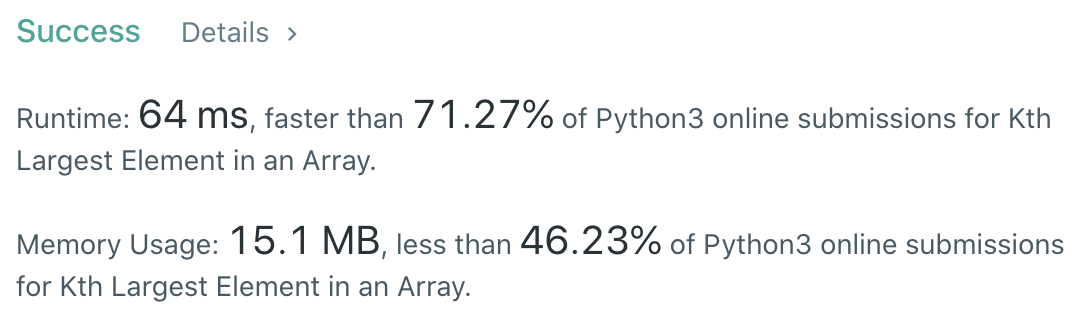 Success Details >
Runtime: 64 ms, faster than 71.27% of Python3 online submissions for Kth
Largest Element in an Array.
Memory Usage: 15.1 MB, less than 46.23% of Python3 online submissions
for Kth Largest Element in an Array.